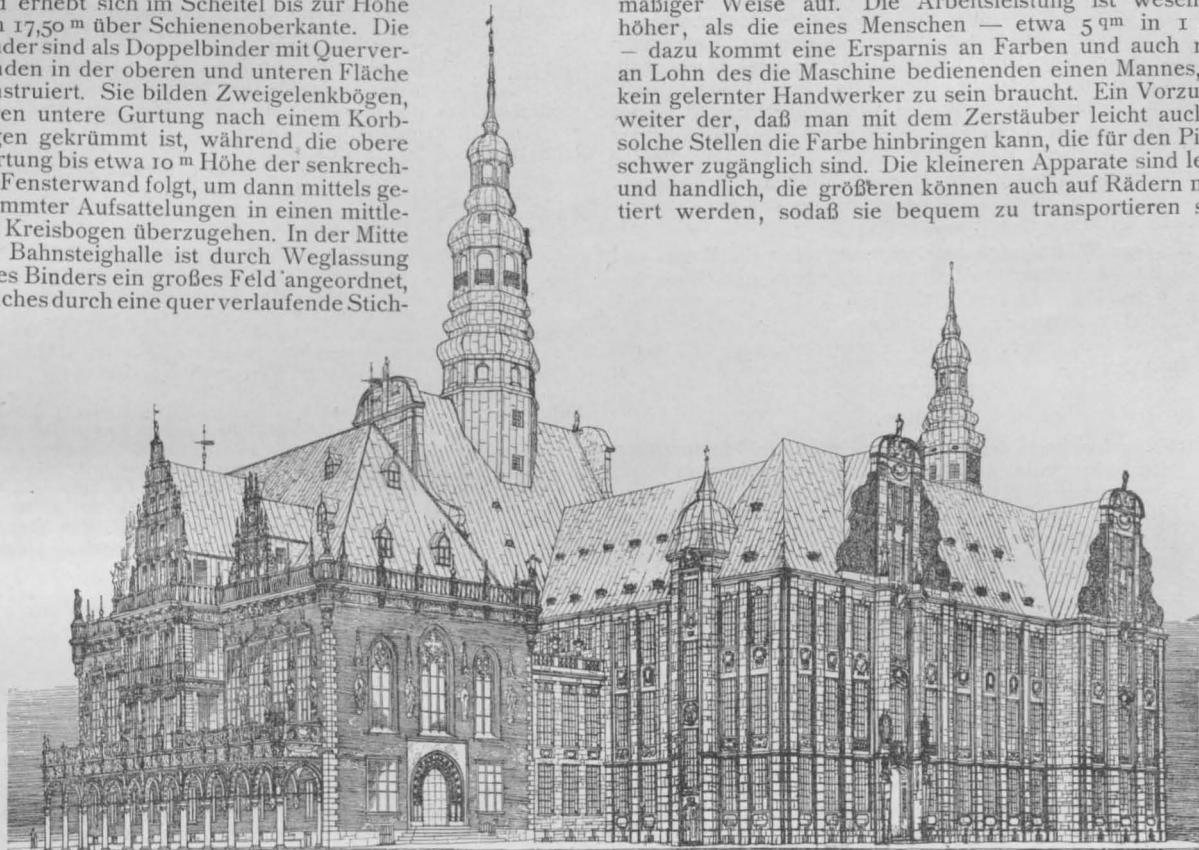 erhebt sich im Scheitel bis zur Höhe
17,50 m über Schienenoberkante. Die
der sind als Doppelbinder mit Querver-
den in der oberen und unteren Fläche
struiert. Sie bilden Zweigelenkbögen,
en untere Gurtung nach einem Korb-
gen gekrümmt ist, während die obere
rtung bis etwa 10 m Höhe der senkrech-
Fensterwand folgt, um dann mittels ge-
mmter Aufsattelungen in einen mittle-
Kreisbogen überzugehen. In der Mitte
Bahnsteighalle ist durch Weglassung
es Binders ein großes Feld angeordnet,
ches durch eine quer verlaufende Stich-
mäßiger Weise auf. Die Arbeitsleistung ist wesen
höher, als die eines Menschen — etwa 5 qm in 1
— dazu kommt eine Ersparnis an Farben und auch
an Lohn des die Maschine bedienenden einen Mannes,
kein gelernter Handwerker zu sein braucht. Ein Vorzu
weiter der, daß man mit dem Zerstäuber leicht auch
solche Stellen die Farbe hinbringen kann, die für den Pi
schwer zugänglich sind. Die kleineren Apparate sind le
und handlich, die größeren können auch auf Rädern
tiert werden, sodaß sie bequem zu transportieren s